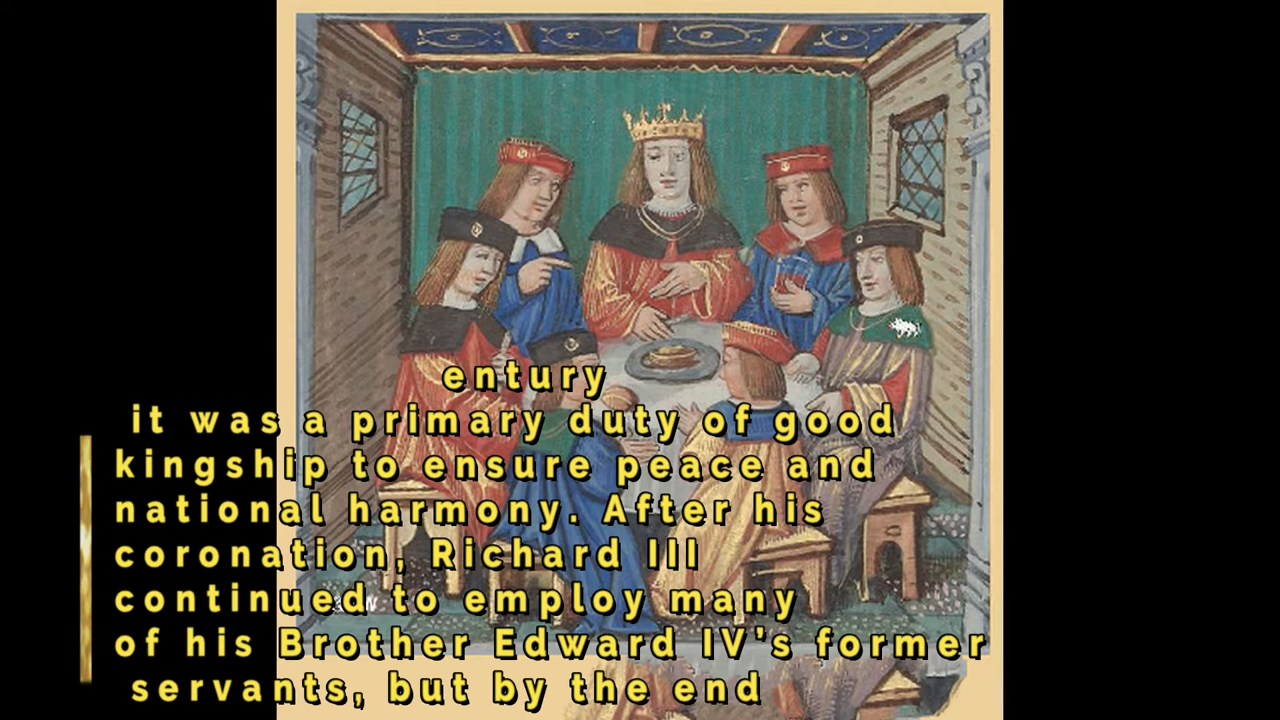 entury
it was a primary duty of good
kingship to ensure peace and
national harmony. After his
coronation, Richard III
continued to employ many
of his Brother Edward IV's former
servants, but by the end